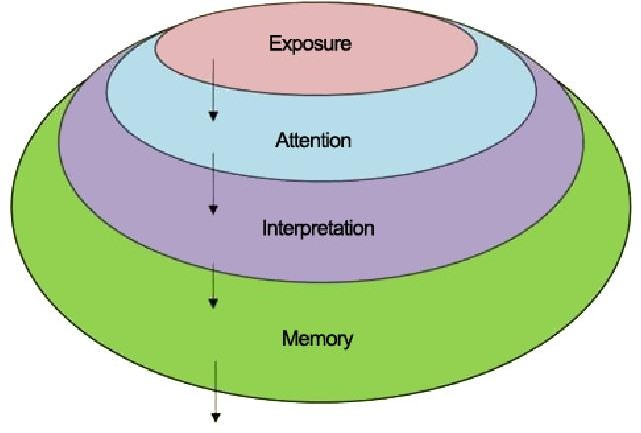 Exposure
Attention
Interpretation
Memory